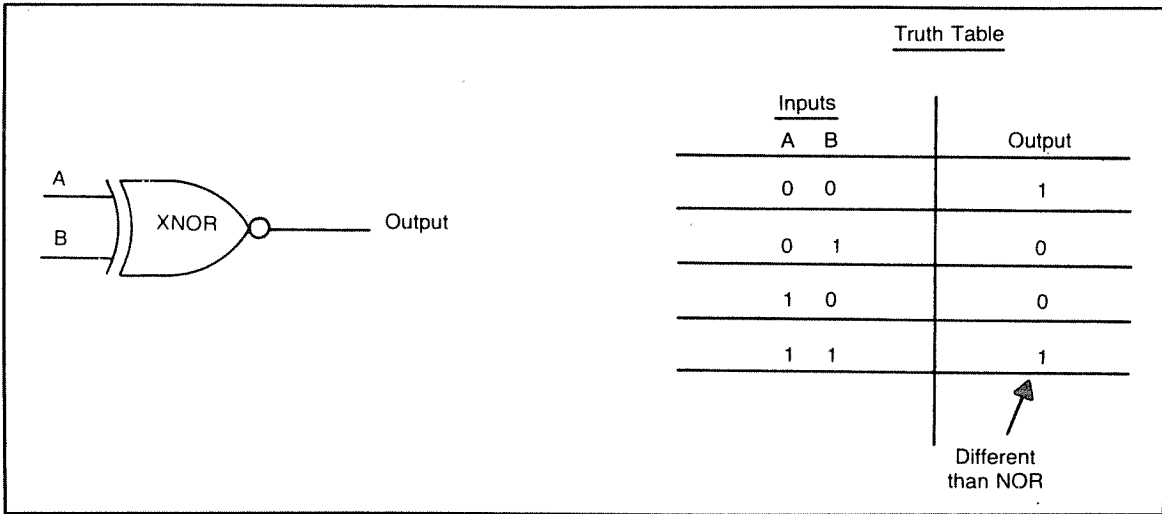 Truth Table
Inputs
A B Output
0 0 1
0 1 0
1 0 0
1 1 1
Different
than NOR
A
XNOR
B
Output